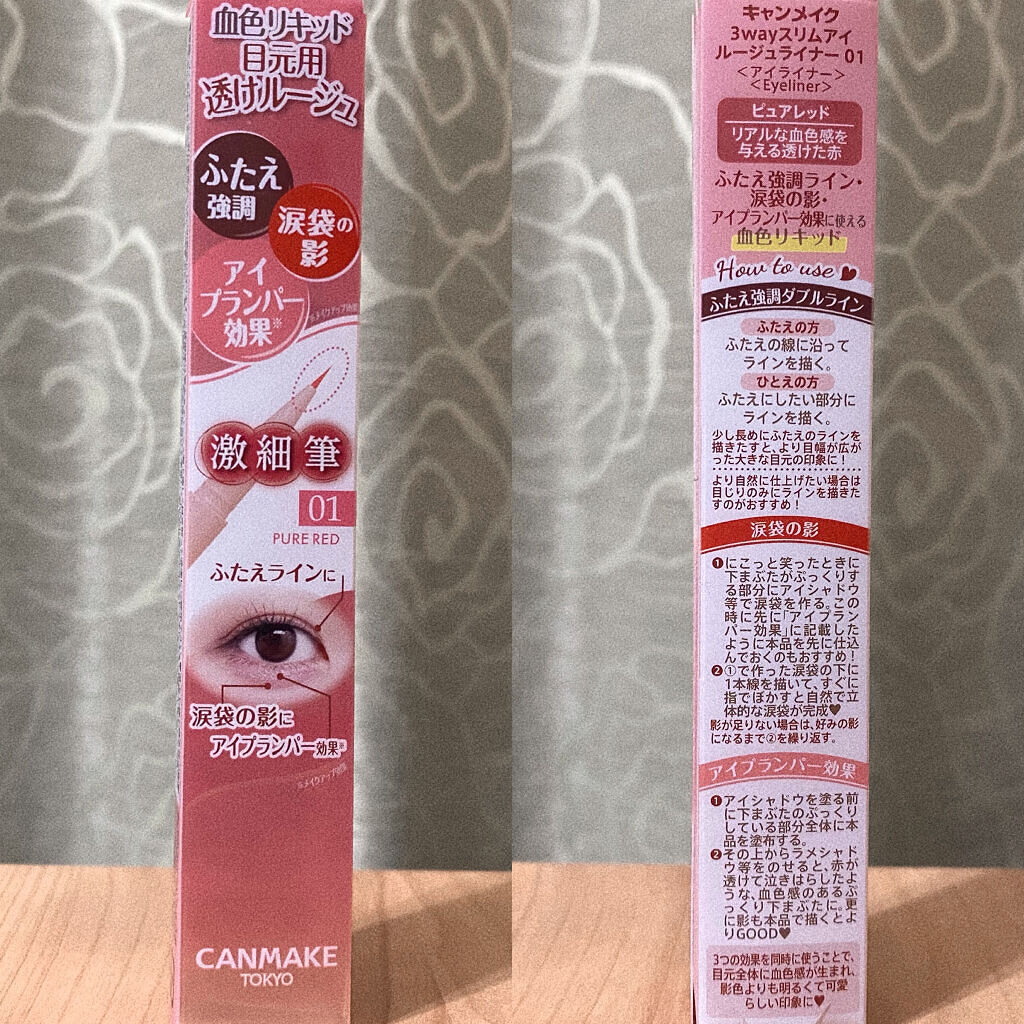 血色リキッド
目元用
透けルージュ
ふたえ
強調
涙袋の
影
アイ
プランパー
効果※
※メイクアップ効果
激細筆
01
PURE RED
ふたえラインに
涙袋の影に
アイプランパー効果※
※メイクアップ効果
CANMAKE
TOKYO
キャンメイク
3wayスリムアイ
ルージュライナー 01
＜アイライナー＞
＜Eyeliner＞
ピュアレッド
リアルな血色感を
与える透けた赤
ふたえ強調ライン・
涙袋の影・
アイプランパー効果に使える
血色リキッド
How to use♥
ふたえ強調ダブルライン
ふたえの方
ふたえの線に沿って
ラインを描く。
ひとえの方
ふたえにしたい部分に
ラインを描く。
少し長めにふたえのラインを
描きたすと、より目幅が広が
った大きな目元の印象に！
より自然に仕上げたい場合は
目じりのみにラインを描きた
すのがおすすめ！
涙袋の影
❶にこっと笑ったときに
下まぶたがぷっくりす
る部分にアイシャドウ
等で涙袋を作る。この
時に先に「アイプラン
パー効果」に記載した
ように本品を先に仕込
んでおくのもおすすめ！
❷①で作った涙袋の下に
1本線を描いて、すぐに
指でぼかすと自然で立
体的な涙袋が完成♥
影が足りない場合は、好みの影
になるまで②を繰り返す。
アイプランパー効果
❶アイシャドウを塗る前
に下まぶたのぷっくり
している部分全体に本
品を塗布する。
❷その上からラメシャド
ウ等をのせると、赤が
透けて泣きはらしたよ
うな、血色感のあるぷ
っくり下まぶたに。更
に影も本品で描くとよ
りGOOD♥
3つの効果を同時に使うことで、
目元全体に血色感が生まれ、
影色よりも明るくて可愛
らしい印象に♥